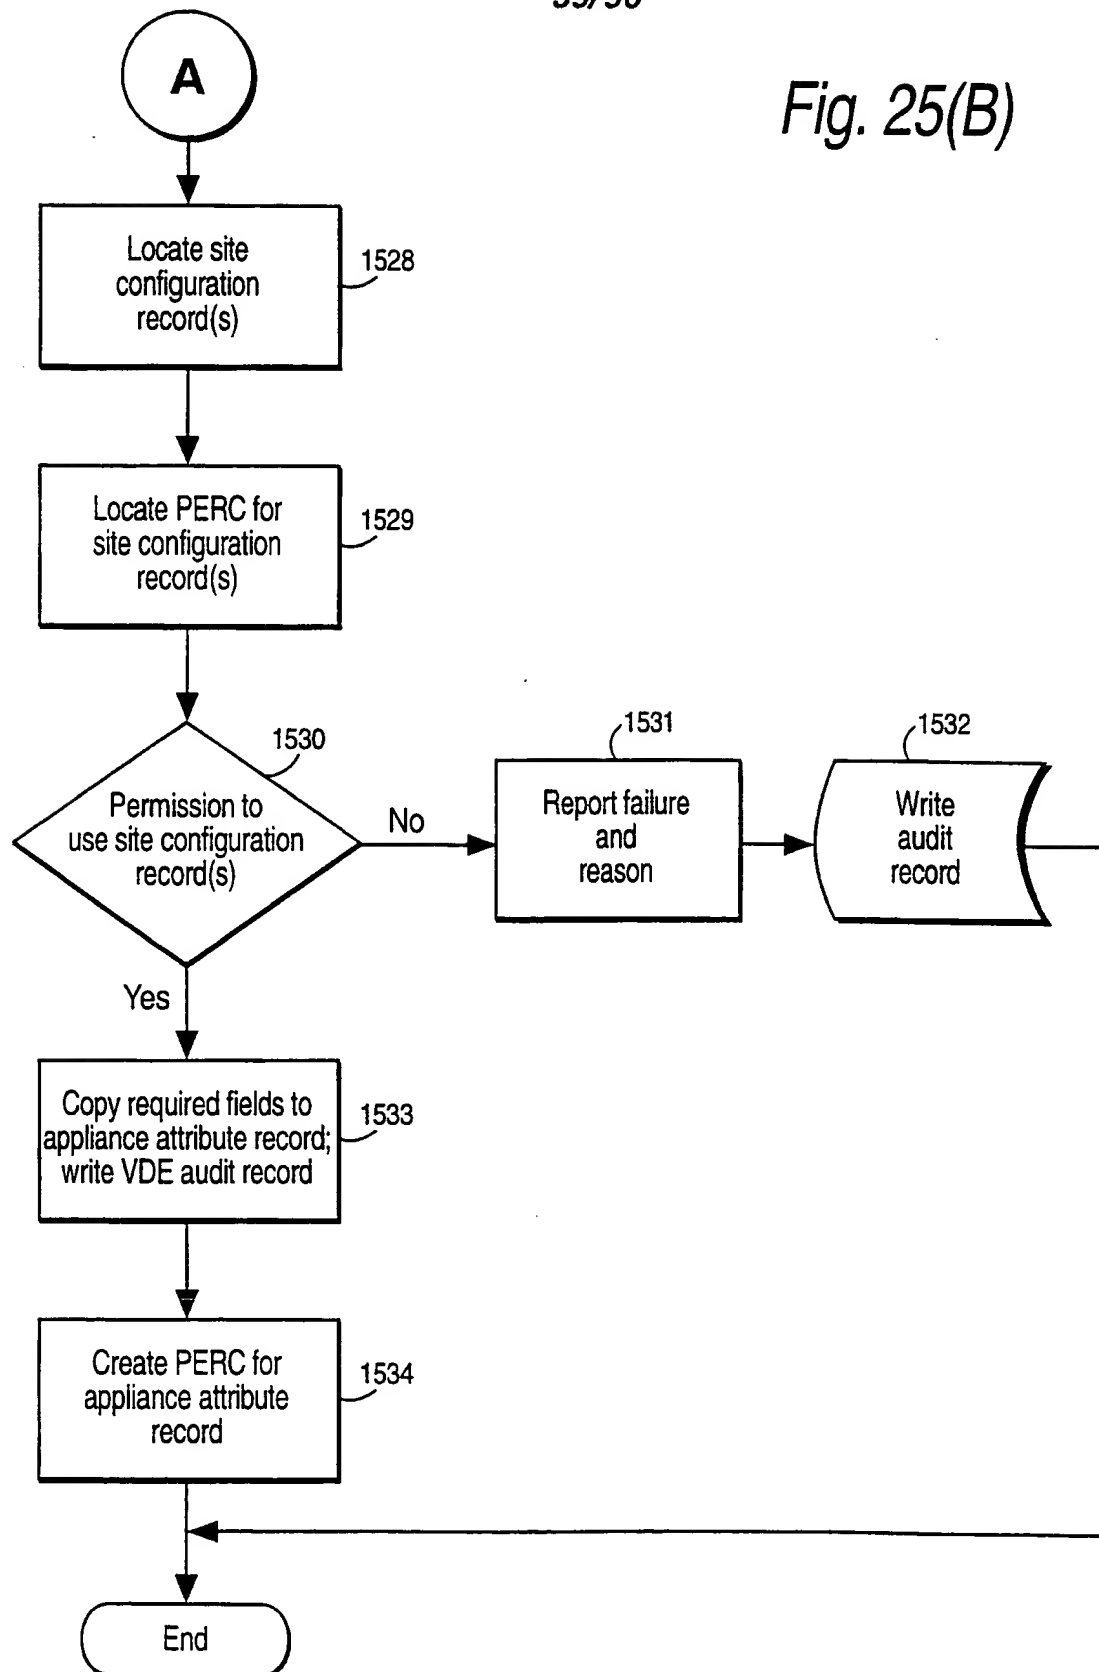 A
Fig. 25(B)
Locate site
configuration
record(s)
1528
Locate PERC for
site configuration
record(s)
1529
1530
Permission to
use site configuration
record(s)
No
1531
Report failure
and
reason
1532
Write
audit
record
Yes
Copy required fields to
appliance attribute record;
write VDE audit record
1533
Create PERC for
appliance attribute
record
1534
End